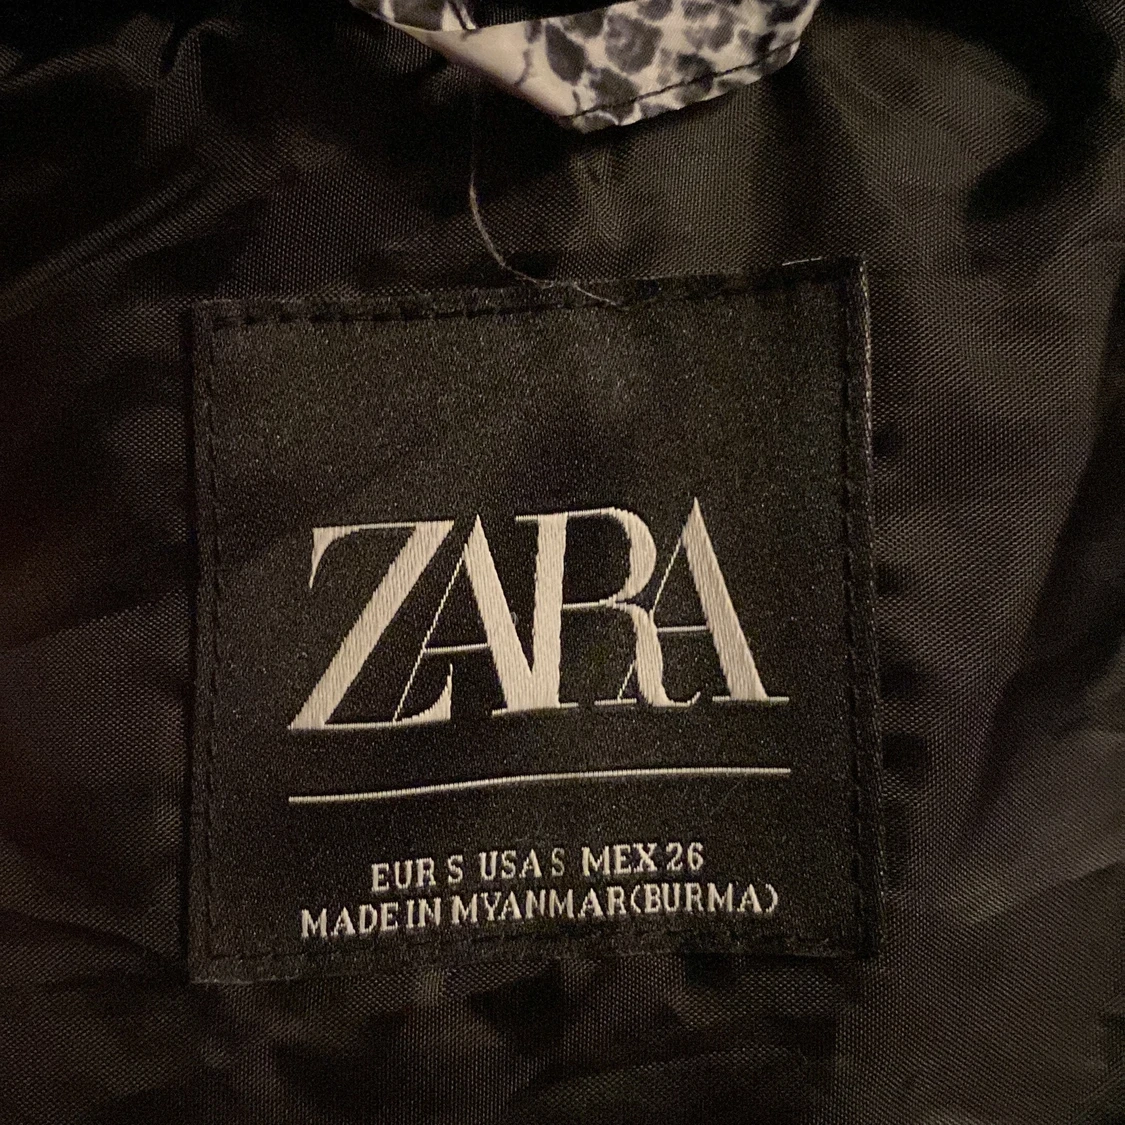 ZARA
EUR S USA S MEX 26
MADE IN MYANMAR(BURMA)